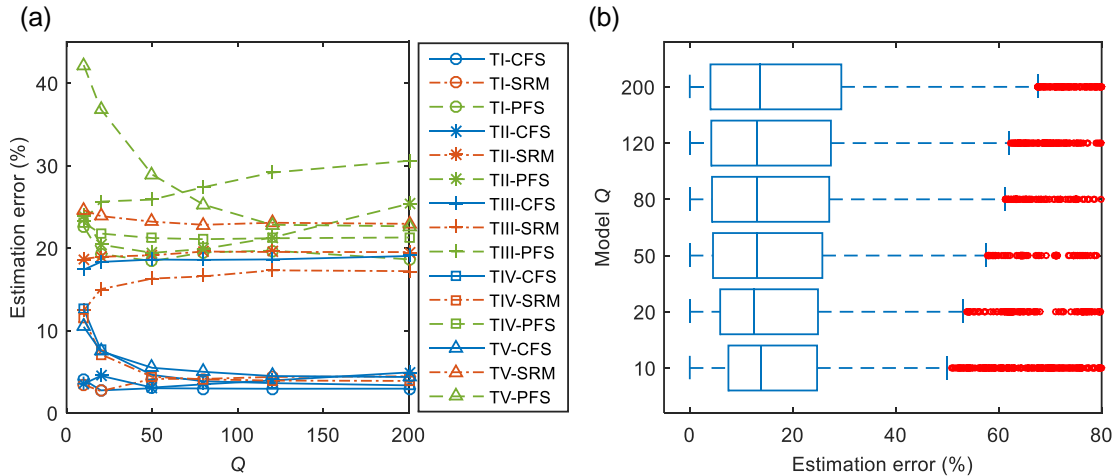 (a)
Estimation error (%)
40
30
20
10
0
0
50
100
150
200
Q
TI-CFS
TI-SRM
TI-PFS
TII-CFS
TII-SRM
TII-PFS
TIII-CFS
TIII-SRM
TIII-PFS
TIV-CFS
TIV-SRM
TIV-PFS
TV-CFS
TV-SRM
TV-PFS
(b)
Model Q
200
120
80
50
20
10
0
20
40
60
80
Estimation error (%)